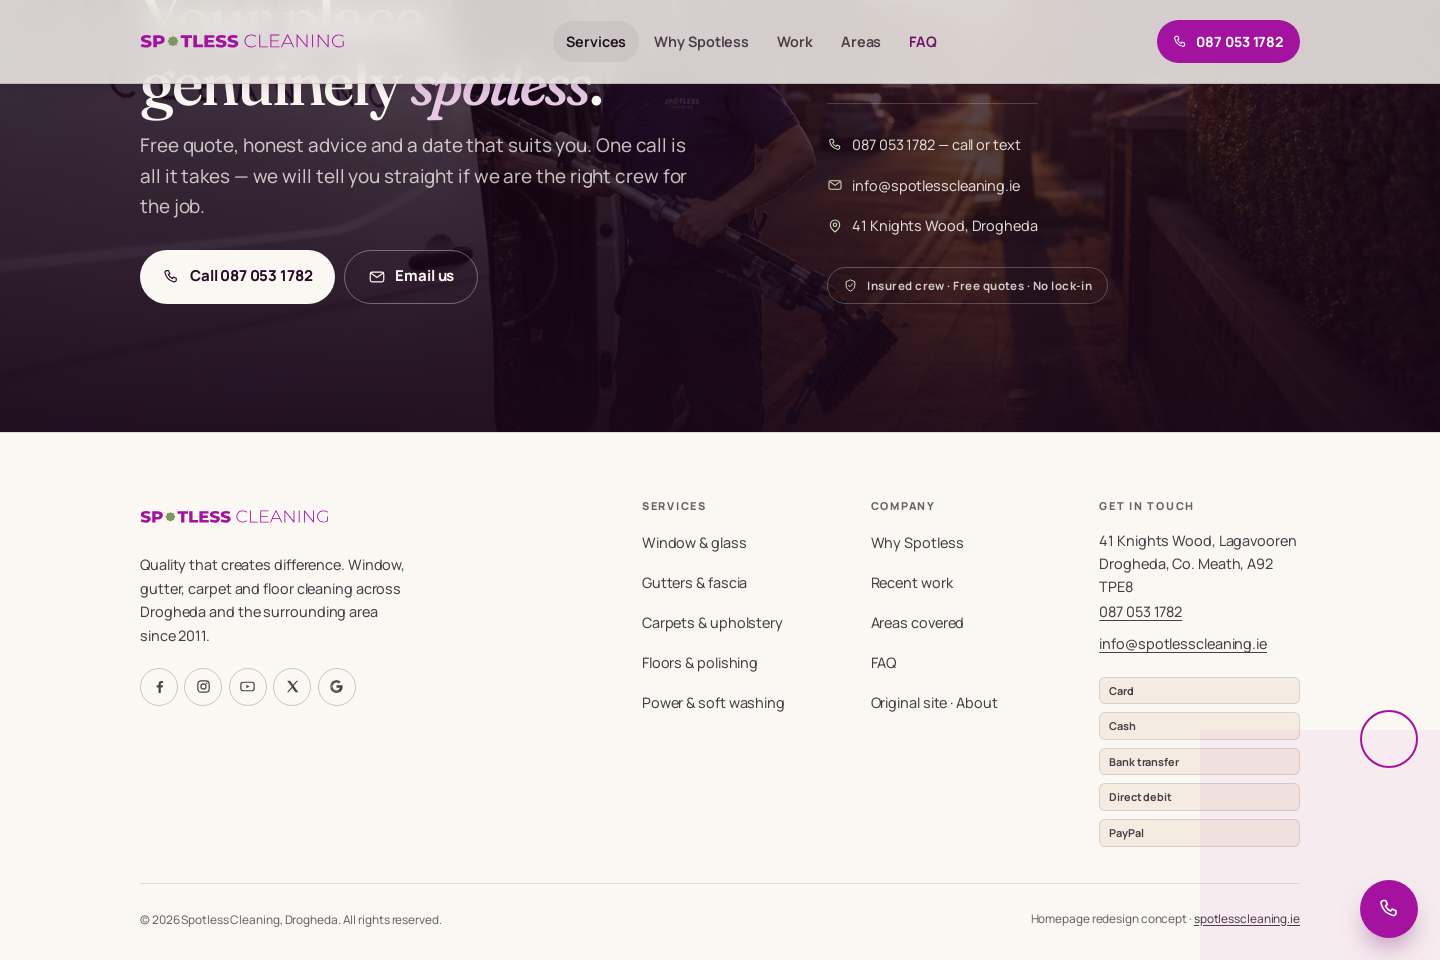 Your place
SPOTLESS CLEANING
Services
Why Spotless
Work
Areas
FAQ
087 053 1782
genuinely spotless.
SPOTLESS
Free quote, honest advice and a date that suits you. One call is
all it takes — we will tell you straight if we are the right crew for
the job.
Call 087 053 1782
Email us
087 053 1782 — call or text
info@spotlesscleaning.ie
41 Knights Wood, Drogheda
Insured crew · Free quotes · No lock-in
SPOTLESS CLEANING
Quality that creates difference. Window,
gutter, carpet and floor cleaning across
Drogheda and the surrounding area
since 2011.
SERVICES
Window & glass
Gutters & fascia
Carpets & upholstery
Floors & polishing
Power & soft washing
COMPANY
Why Spotless
Recent work
Areas covered
FAQ
Original site · About
GET IN TOUCH
41 Knights Wood, Lagavooren
Drogheda, Co. Meath, A92
TPE8
087 053 1782
info@spotlesscleaning.ie
Card
Cash
Bank transfer
Direct debit
PayPal
© 2026 Spotless Cleaning, Drogheda. All rights reserved.
Homepage redesign concept · spotlesscleaning.ie